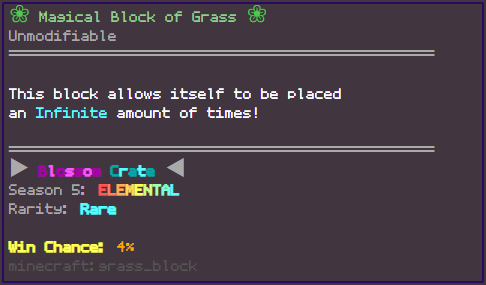 ❀ Magical Block of Grass ❀
Unmodifiable
This block allows itself to be placed
an Infinite amount of times!
▶ Blossom Crate ◀
Season 5: ELEMENTAL
Rarity: Rare
Win Chance: 4%
minecraft:grass_block